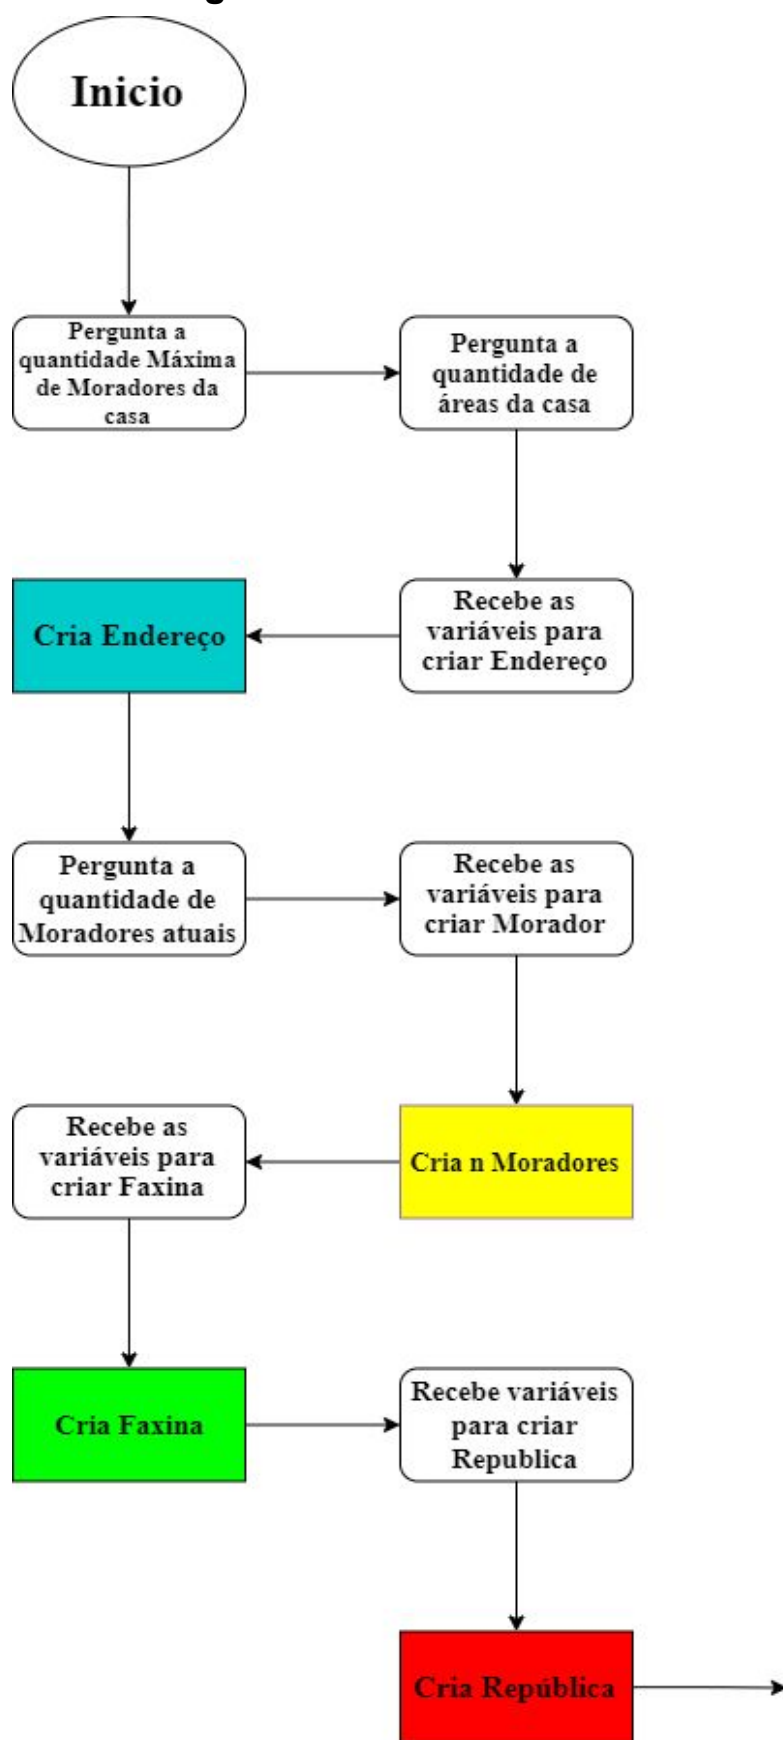 Inicio
Pergunta a
quantidade Máxima
de Moradores da
casa
Pergunta a
quantidade de
áreas da casa
Recebe as
variáveis para
criar Endereço
Cria Endereço
Pergunta a
quantidade de
Moradores atuais
Recebe as
variáveis para
criar Morador
Cria n Moradores
Recebe as
variáveis para
criar Faxina
Cria Faxina
Recebe variáveis
para criar
Republica
Cria República